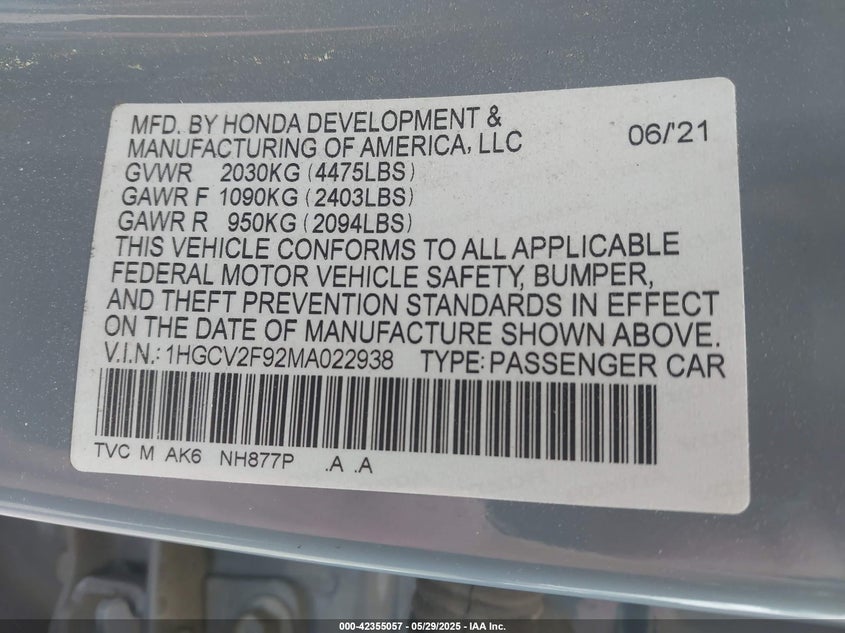 MFD. BY HONDA DEVELOPMENT &
MANUFACTURING OF AMERICA, LLC 06/'21
GVWR 2030KG (4475LBS)
GAWR F 1090KG (2403LBS)
GAWR R 950KG (2094LBS)
THIS VEHICLE CONFORMS TO ALL APPLICABLE
FEDERAL MOTOR VEHICLE SAFETY, BUMPER,
AND THEFT PREVENTION STANDARDS IN EFFECT
ON THE DATE OF MANUFACTURE SHOWN ABOVE.
V.I.N.: 1HGCV2F92MA022938 TYPE: PASSENGER CAR
TVC M AK6 NH877P .A .A
000-42355057 - 05/29/2025 - IAA Inc.